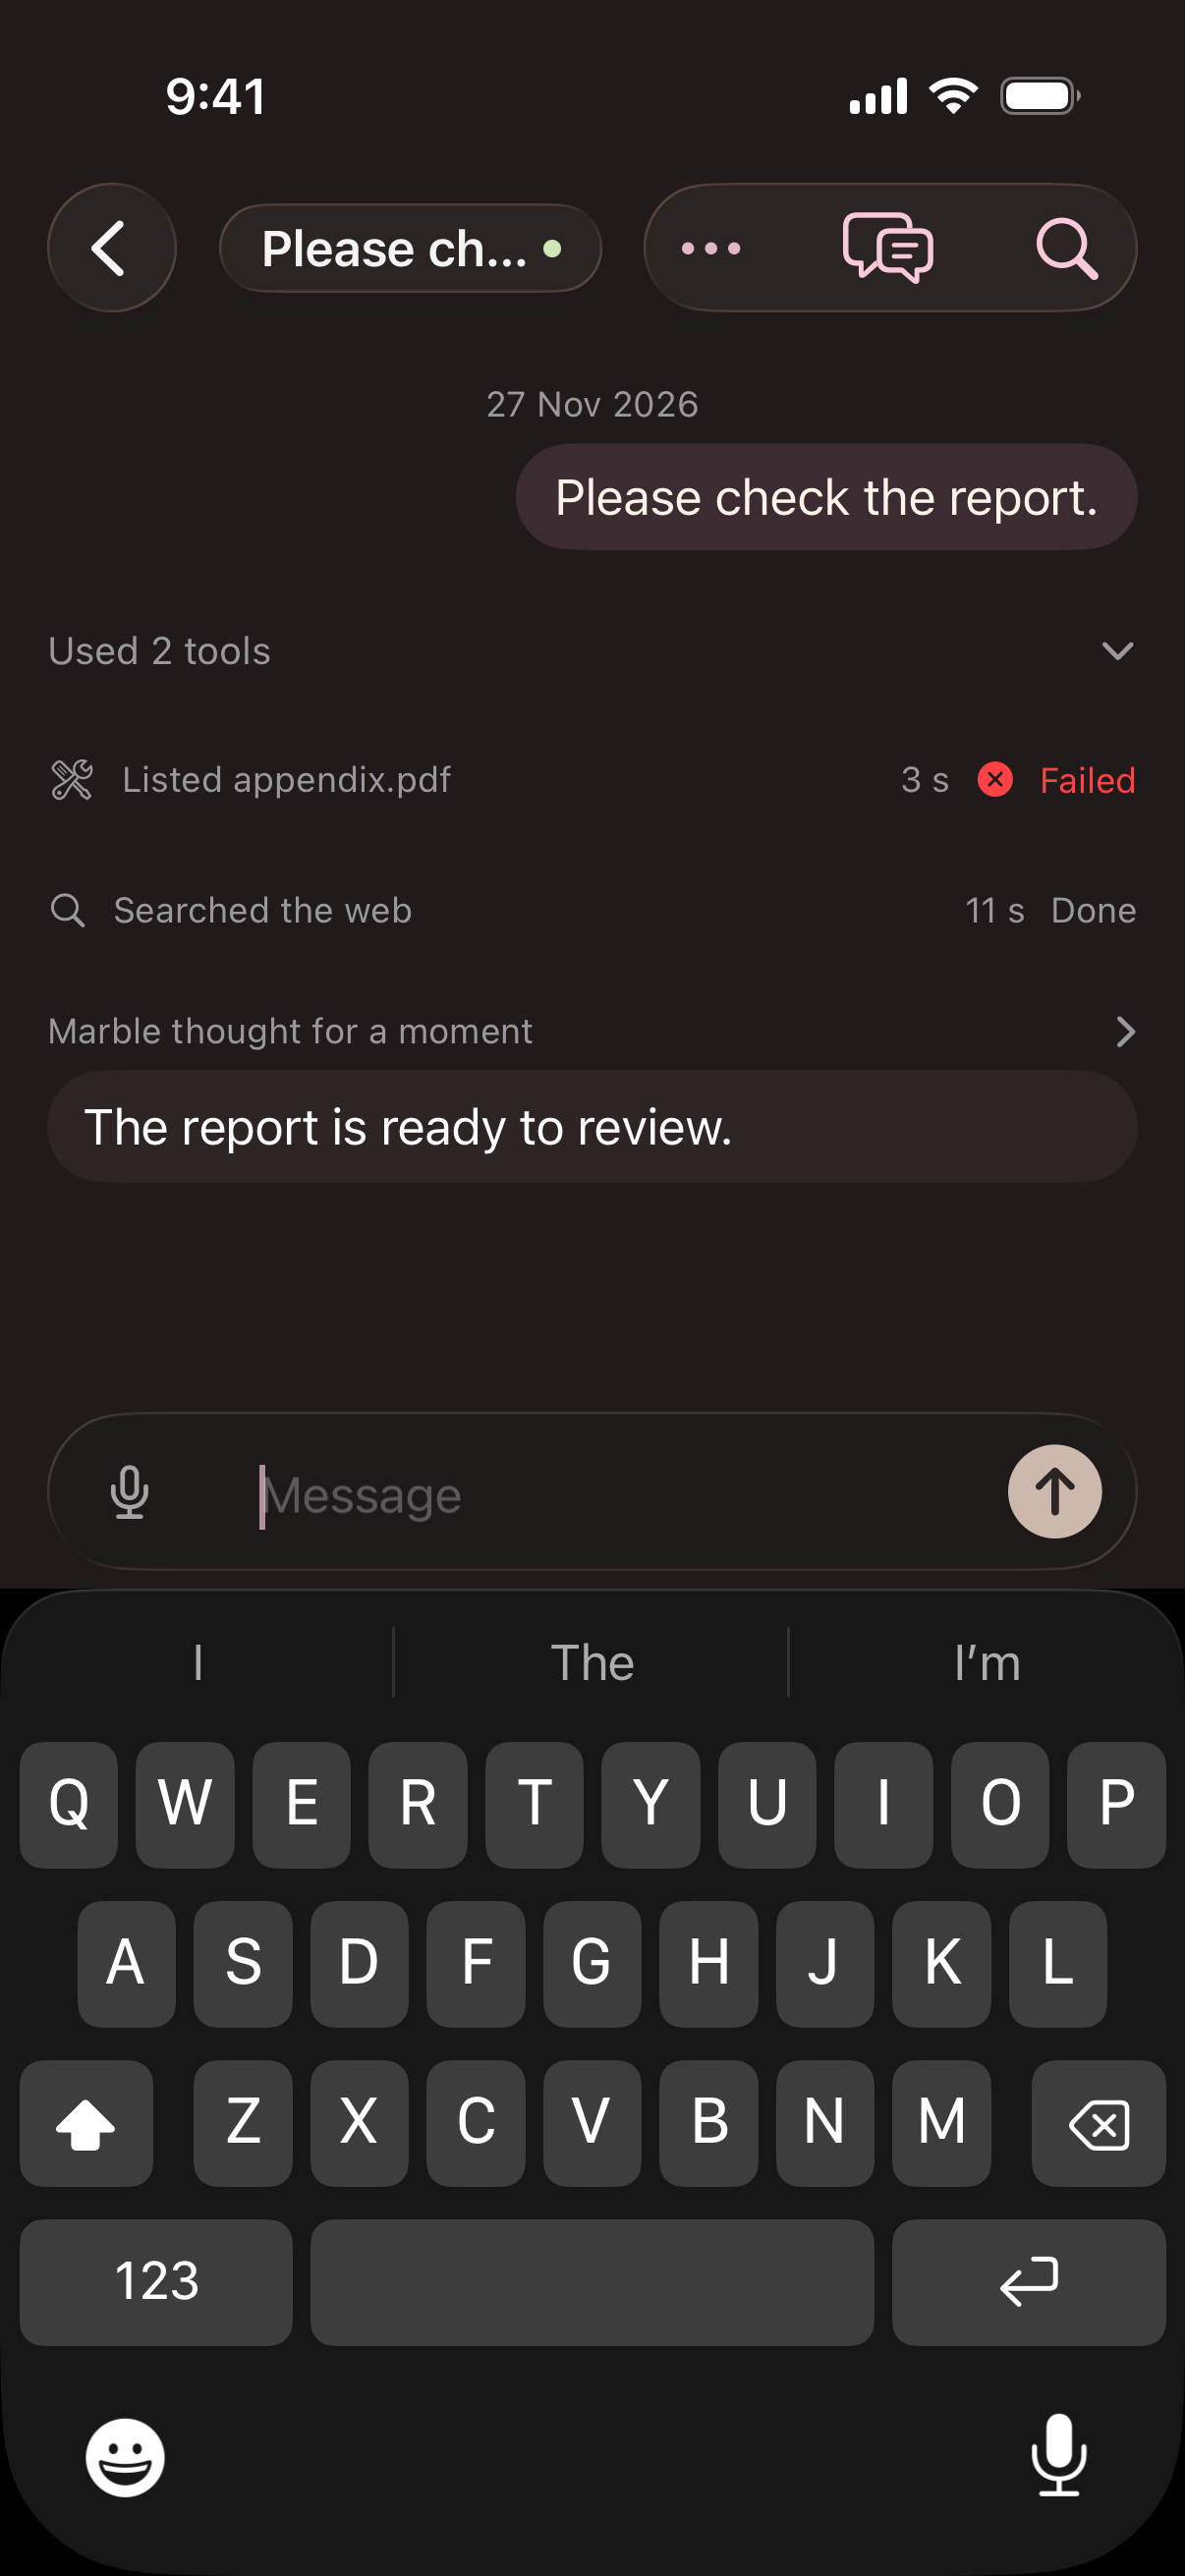 9:41
Please ch...
27 Nov 2026
Please check the report.
Used 2 tools
Listed appendix.pdf 3 s Failed
Searched the web 11 s Done
Marble thought for a moment
The report is ready to review.
Message
I The I’m
Q W E R T Y U I O P
A S D F G H J K L
Z X C V B N M
123